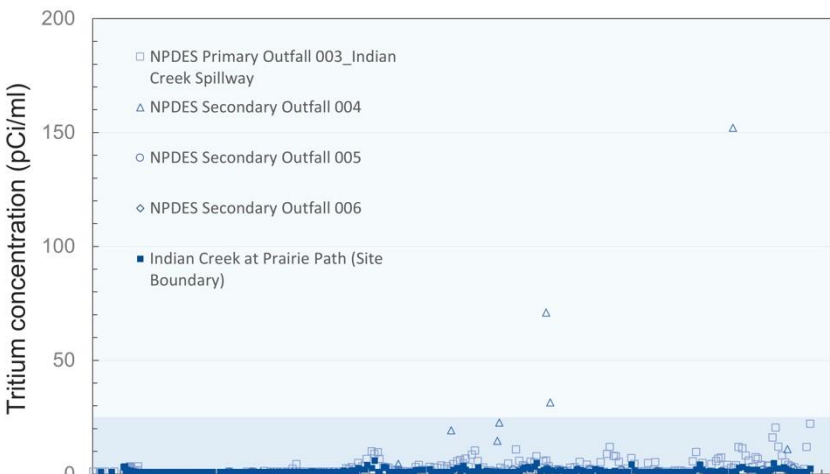 200
150
100
50
0
Tritium concentration (pCi/ml)
NPDES Primary Outfall 003_Indian
Creek Spillway
NPDES Secondary Outfall 004
NPDES Secondary Outfall 005
NPDES Secondary Outfall 006
Indian Creek at Prairie Path (Site
Boundary)